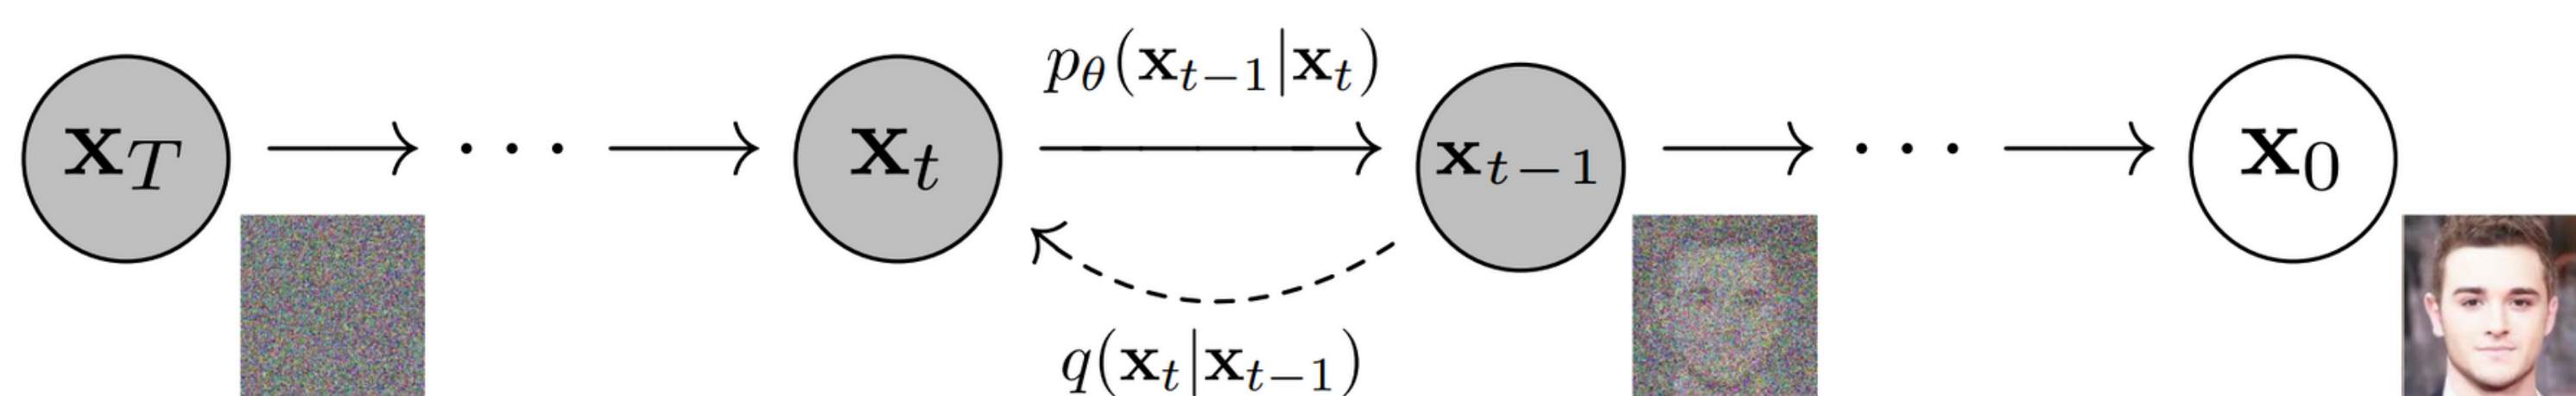 p_θ(x_{t−1}|x_t)
x_T → ··· → x_t → x_{t−1} → ··· → x_0
q(x_t|x_{t−1})